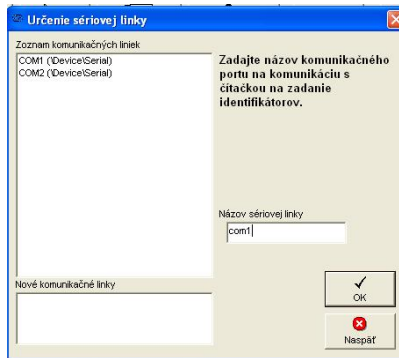 Určenie sériovej linky
Zoznam komunikačných liniek
COM1 (\Device\Serial)
COM2 (\Device\Serial)
Zadajte názov komunikačného
portu na komunikáciu s
čítačkou na zadanie
identifikátorov.
Názov sériovej linky
com1
Nové komunikačné linky
OK
Naspäť